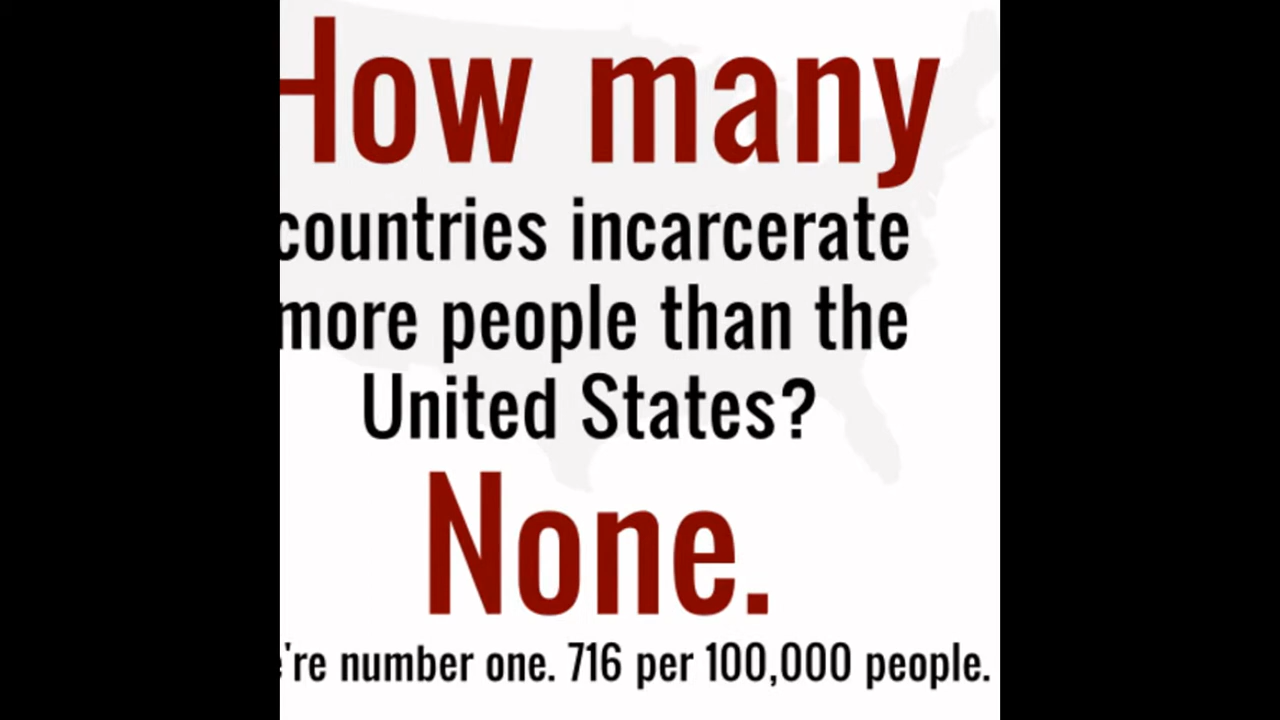 How many
countries incarcerate
more people than the
United States?
None.
e're number one. 716 per 100,000 people.